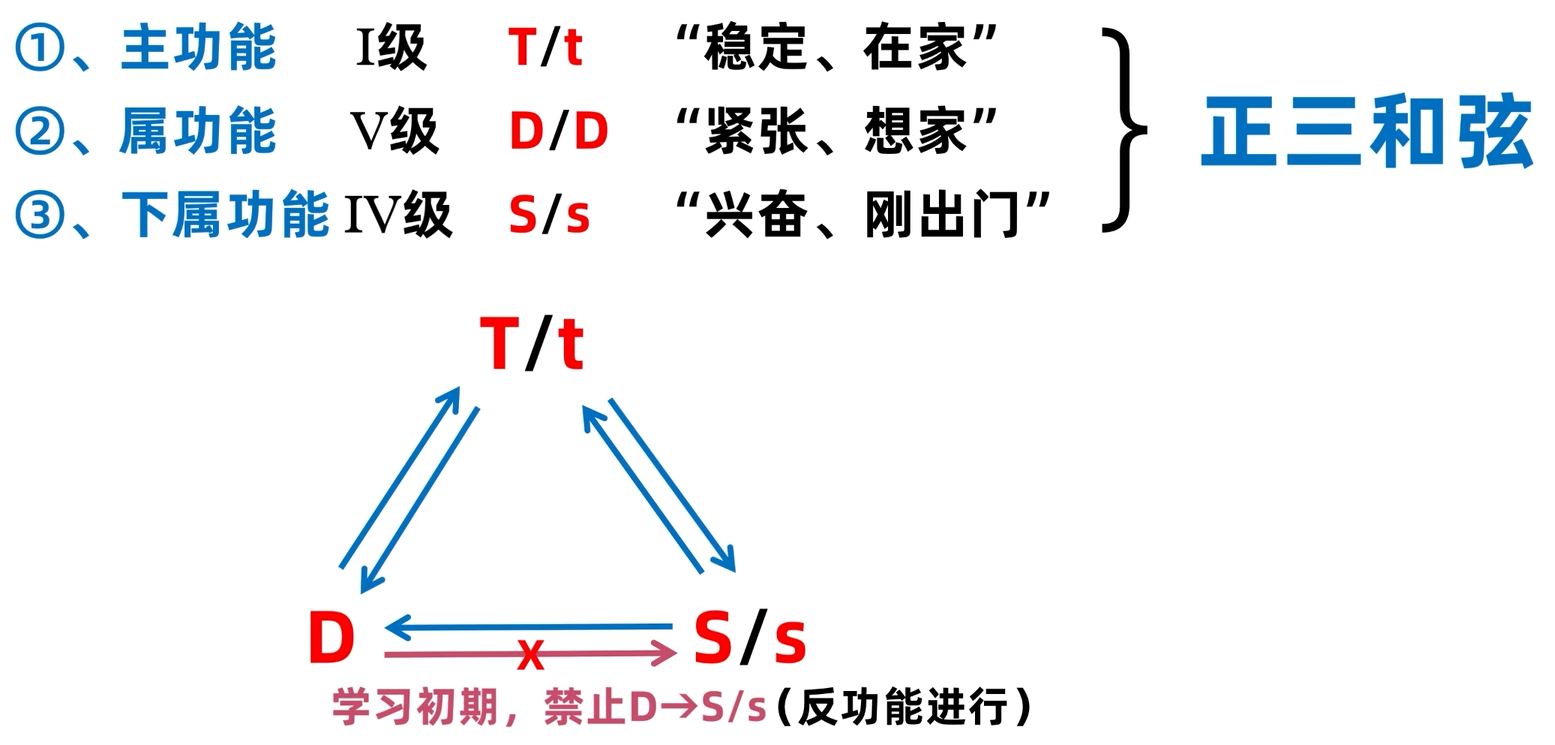 ①、主功能 I级 T/t “稳定、在家”
②、属功能 V级 D/D “紧张、想家”
③、下属功能 IV级 S/s “兴奋、刚出门”
正三和弦
T/t
D S/s
X
学习初期，禁止D→S/s(反功能进行)